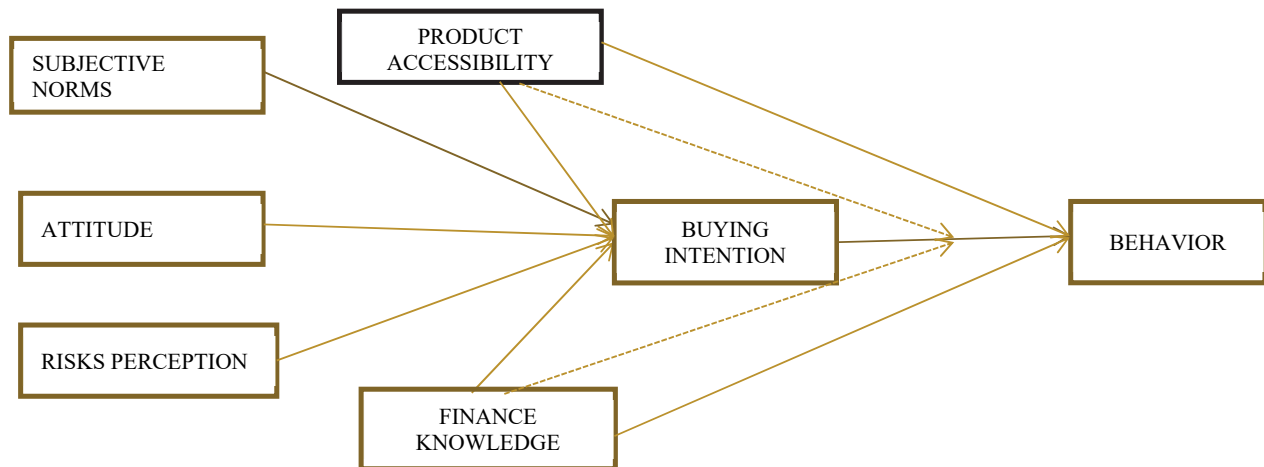 PRODUCT
ACCESSIBILITY
SUBJECTIVE
NORMS
ATTITUDE
BUYING
INTENTION
BEHAVIOR
RISKS PERCEPTION
FINANCE
KNOWLEDGE